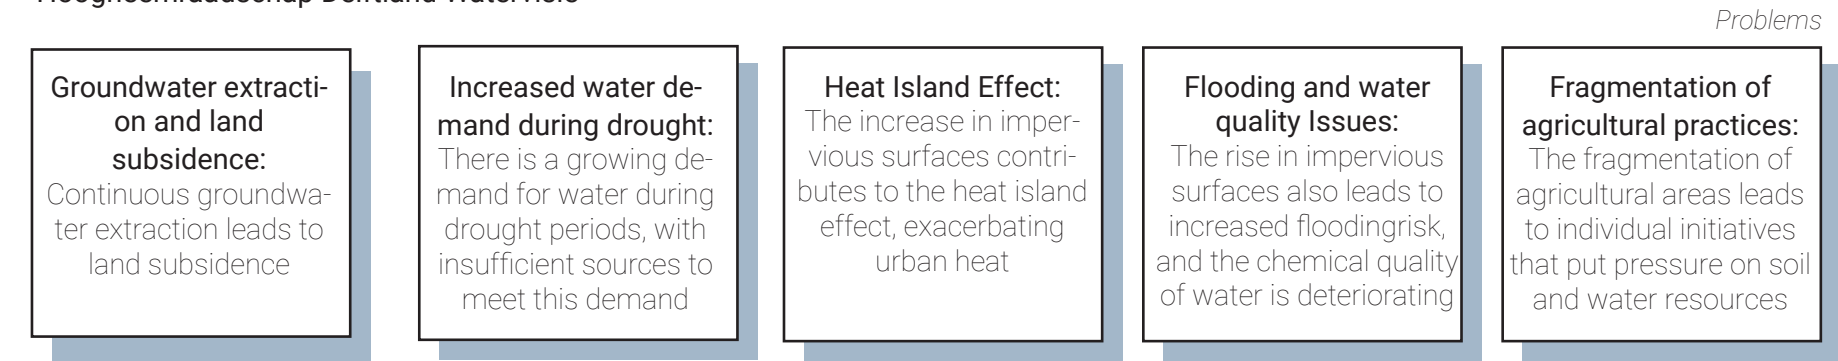 Problems
Groundwater extracti-
on and land
subsidence:
Continuous groundwa-
ter extraction leads to
land subsidence
Increased water de-
mand during drought:
There is a growing de-
mand for water during
drought periods, with
insufficient sources to
meet this demand
Heat Island Effect:
The increase in imper-
vious surfaces contri-
butes to the heat island
effect, exacerbating
urban heat
Flooding and water
quality Issues:
The rise in impervious
surfaces also leads to
increased floodingrisk,
and the chemical quality
of water is deteriorating
Fragmentation of
agricultural practices:
The fragmentation of
agricultural areas leads
to individual initiatives
that put pressure on soil
and water resources